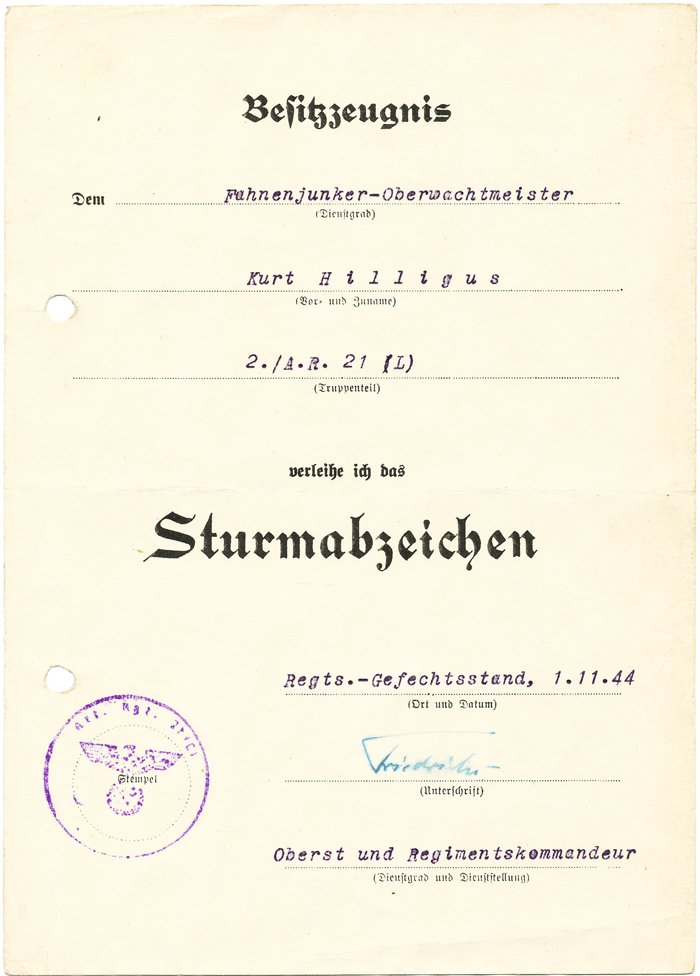 Besitzzeugnis
Dem Fahnenjunker-Oberwachtmeister
(Dienstgrad)
Kurt Hilligus
(Vor- und Zuname)
2./A.R. 21 (L)
(Truppenteil)
verleihe ich das
Sturmabzeichen
Regts.-Gefechtsstand, 1.11.44
(Ort und Datum)
Stempel
(Unterschrift)
Oberst und Regimentskommandeur
(Dienstgrad und Dienststellung)